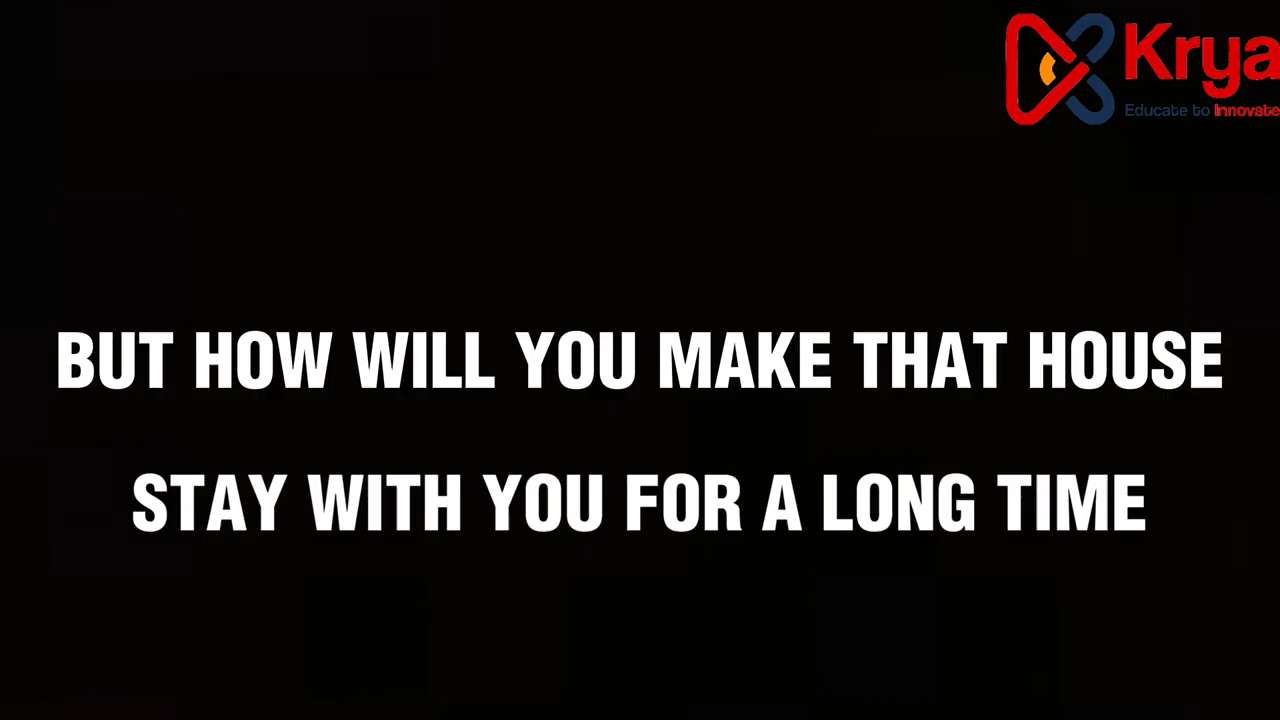 Krya
Educate to Innovate
BUT HOW WILL YOU MAKE THAT HOUSE
STAY WITH YOU FOR A LONG TIME